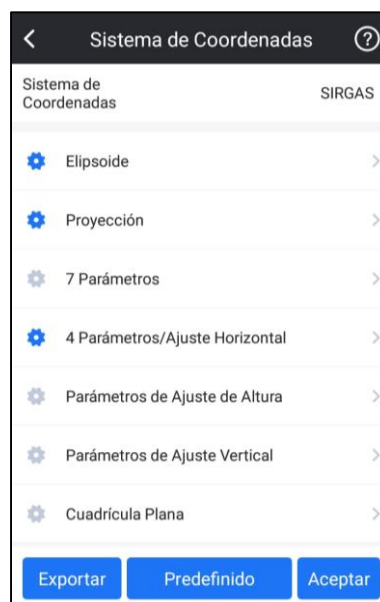 Sistema de Coordenadas
?
Sistema de
Coordenadas
SIRGAS
Elipsoide
Proyección
7 Parámetros
4 Parámetros/Ajuste Horizontal
Parámetros de Ajuste de Altura
Parámetros de Ajuste Vertical
Cuadrícula Plana
Exportar
Predefinido
Aceptar